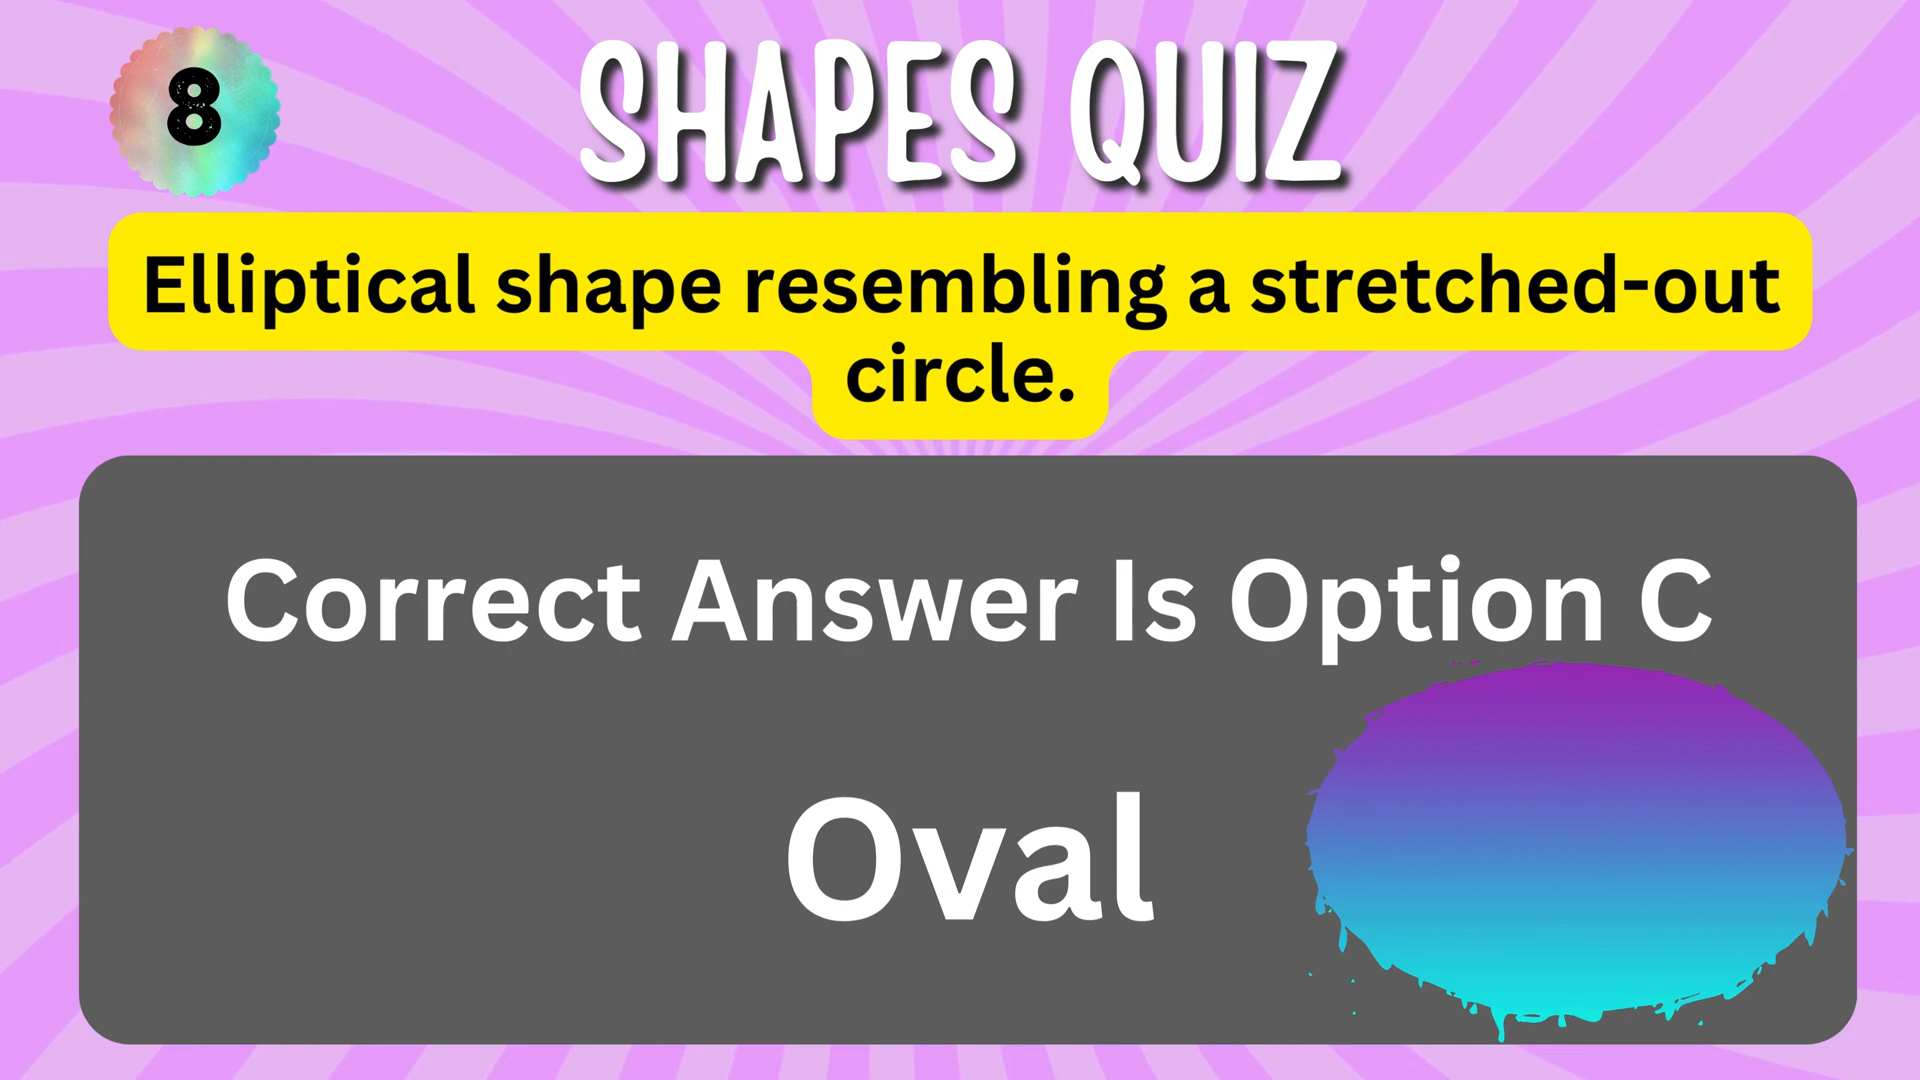 8
SHAPES QUIZ
Elliptical shape resembling a stretched-out
circle.
Correct Answer Is Option C
Oval